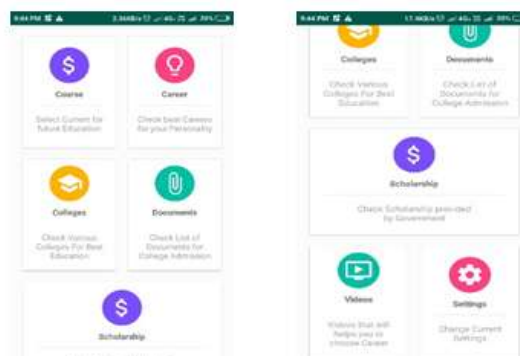 9:44 PM
Course
Career
Select Current for
future Education
Check best Careers
for your Personality
Colleges
Documents
Check Various
Colleges For Best
Education
Check List of
Documents for
College Admission
Scholarship
9:44 PM
Colleges
Documents
Check Various
Colleges For Best
Education
Check List of
Documents for
College Admission
Scholarship
Check Scholarship provided
by Government
Videos
Settings
Videos that will
helps you to
choose Career
Change Current
Settings